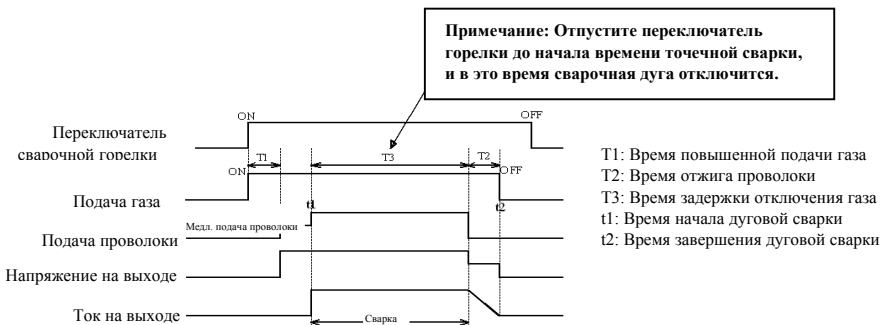 Примечание: Отпустите переключатель
горелки до начала времени точечной сварки,
и в это время сварочная дуга отключится.
ON
OFF
Переключатель
сварочной горелки
T1
T3
T2
ON
OFF
Подача газа
t1
t2
Медл. подача проволоки
Подача проволоки
Напряжение на выходе
Ток на выходе
Сварка
T1: Время повышенной подачи газа
T2: Время отжига проволоки
T3: Время задержки отключения газа
t1: Время начала дуговой сварки
t2: Время завершения дуговой сварки